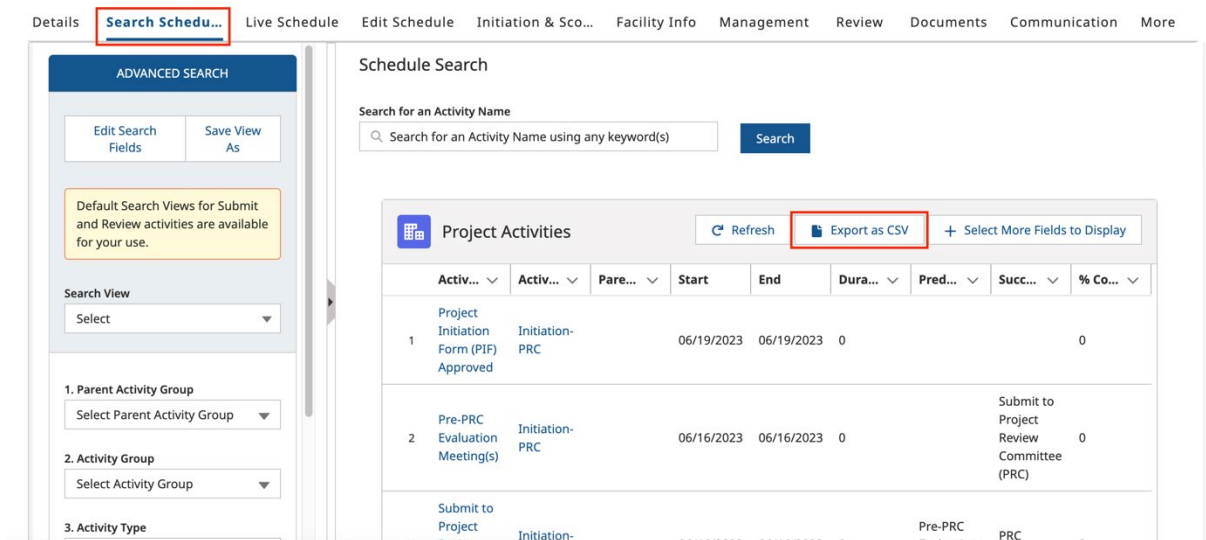 Details Search Schedu... Live Schedule Edit Schedule Initiation & Sco... Facility Info Management Review Documents Communication More
ADVANCED SEARCH
Edit Search
Fields
Save View
As
Default Search Views for Submit
and Review activities are available
for your use.
Search View
Select
1. Parent Activity Group
Select Parent Activity Group
2. Activity Group
Select Activity Group
3. Activity Type
Schedule Search
Search for an Activity Name
Search for an Activity Name using any keyword(s)
Search
Project Activities
Refresh
Export as CSV
+ Select More Fields to Display
Activ... Activ... Pare... Start End Dura... Pred... Succ... % Co...
1
Project
Initiation
Form (PIF)
Approved
Initiation-
PRC
06/19/2023 06/19/2023 0 0
2
Pre-PRC
Evaluation
Meeting(s)
Initiation-
PRC
06/16/2023 06/16/2023 0
Submit to
Project
Review
Committee
(PRC)
0
Submit to
Project
Initiation-
Pre-PRC
PRC